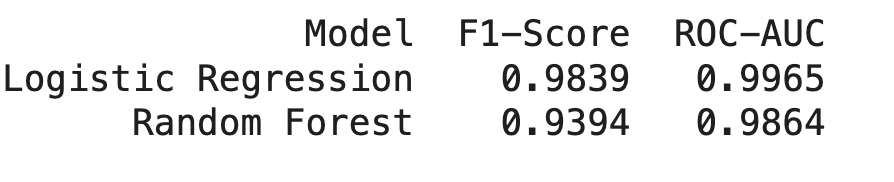 Model F1-Score ROC-AUC
Logistic Regression 0.9839 0.9965
Random Forest 0.9394 0.9864